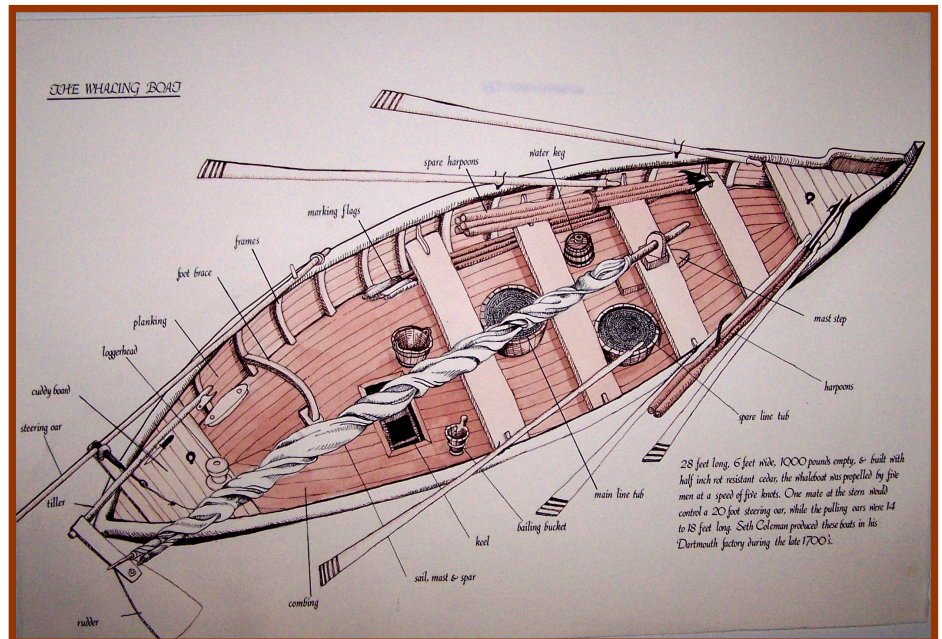 THE WHALING BOAT
water keg
spare harpoons
marking flags
frames
foot brace
planking
loggerhead
cuddy board
steering oar
tiller
rudder
combing
sail, mast & spar
keel
bailing bucket
main line tub
spare line tub
harpoons
mast step
28 feet long, 6 feet wide, 1000 pounds empty, & built with
half inch rot resistant cedar, the whaleboat was propelled by five
men at a speed of five knots. One mate at the stern would
control a 20 foot steering oar, while the pulling oars were 14
to 18 feet long. Seth Coleman produced these boats in his
Dartmouth factory during the late 1700's.